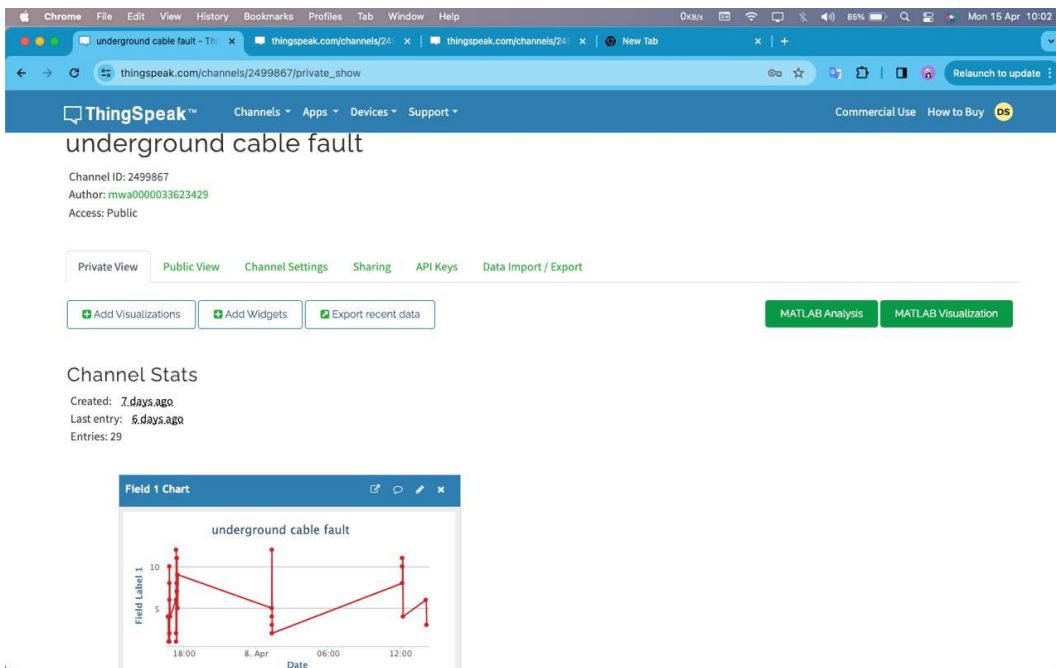 Chrome File Edit View History Bookmarks Profiles Tab Window Help 0KB/s 85% Mon 15 Apr 10:02
underground cable fault - Th thingspeak.com/channels/24 thingspeak.com/channels/24 New Tab
thingspeak.com/channels/2499867/private_show Relaunch to update
ThingSpeak™ Channels Apps Devices Support Commercial Use How to Buy DS
underground cable fault
Channel ID: 2499867
Author: mwa0000033623429
Access: Public
Private View Public View Channel Settings Sharing API Keys Data Import / Export
Add Visualizations Add Widgets Export recent data MATLAB Analysis MATLAB Visualization
Channel Stats
Created: 7 days ago
Last entry: 6 days ago
Entries: 29
Field 1 Chart
underground cable fault
Field Label 1
10
5
18:00 8. Apr 06:00 12:00
Date